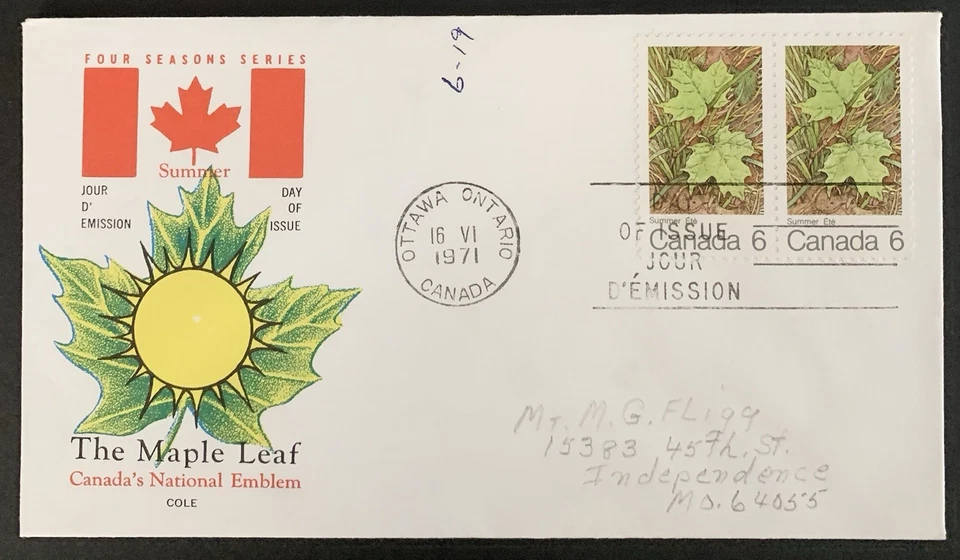 FOUR SEASONS SERIES
Summer
JOUR
D'
EMISSION
DAY
OF
ISSUE
The Maple Leaf
Canada's National Emblem
COLE
6-19
OTTAWA ONTARIO
16 VI
1971
CANADA
Summer Été
Canada 6
Summer Été
Canada 6
OF ISSUE
JOUR
D'ÉMISSION
Mr. M. G. Fligg
15383 45th. St.
Independence
MO. 64055